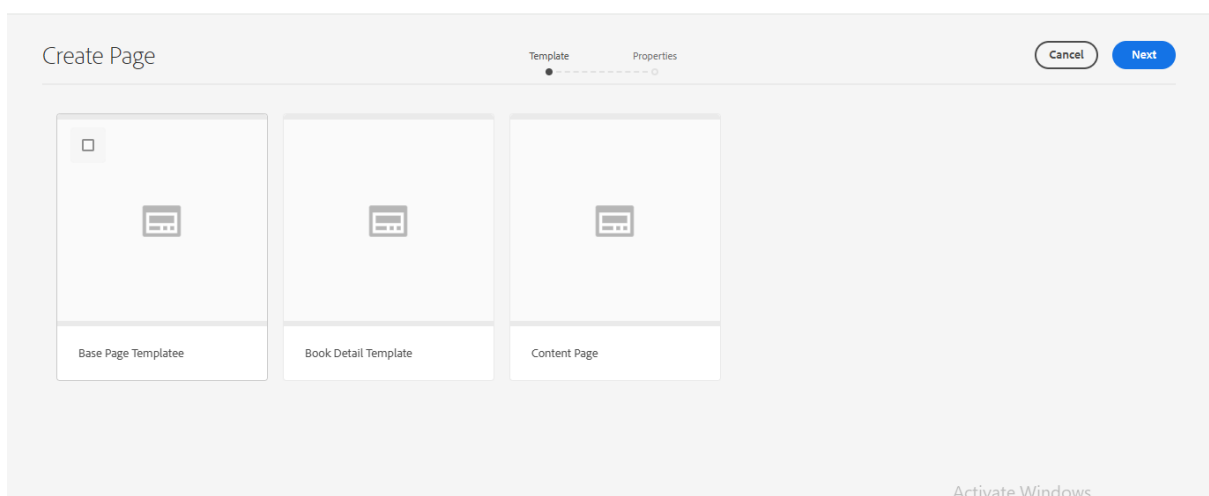 Create Page
Template Properties
Cancel Next
Base Page Templatee
Book Detail Template
Content Page
Activate Windows